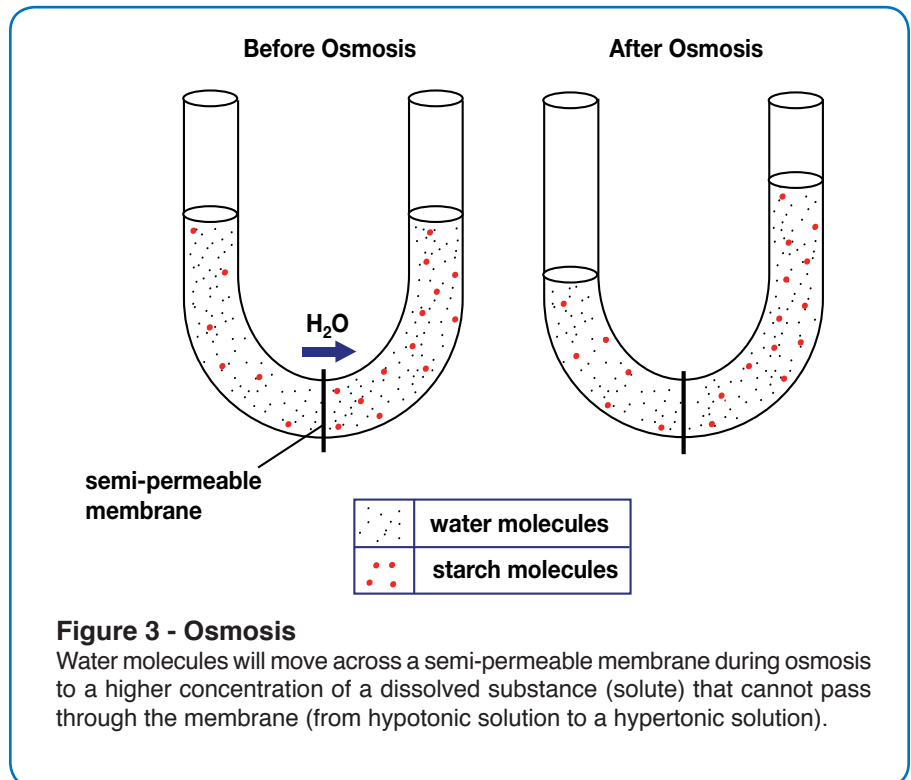 Before Osmosis
After Osmosis
H₂O
semi-permeable
membrane
water molecules
starch molecules
Figure 3 - Osmosis
Water molecules will move across a semi-permeable membrane during osmosis
to a higher concentration of a dissolved substance (solute) that cannot pass
through the membrane (from hypotonic solution to a hypertonic solution).